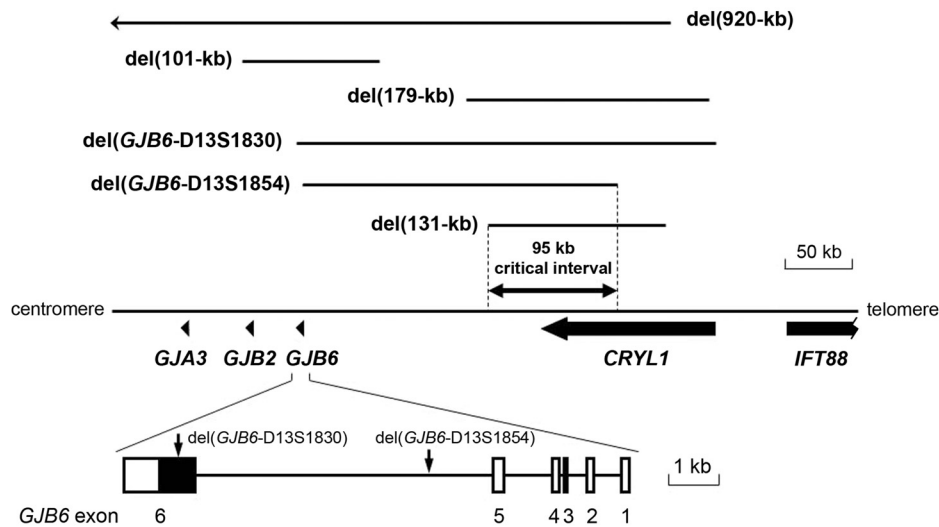 del(920-kb)
del(101-kb)
del(179-kb)
del(GJB6-D13S1830)
del(GJB6-D13S1854)
del(131-kb)
95 kb
critical interval
50 kb
centromere
telomere
GJA3 GJB2 GJB6 CRYL1 IFT88
del(GJB6-D13S1830) del(GJB6-D13S1854)
1 kb
GJB6 exon 6 5 4 3 2 1